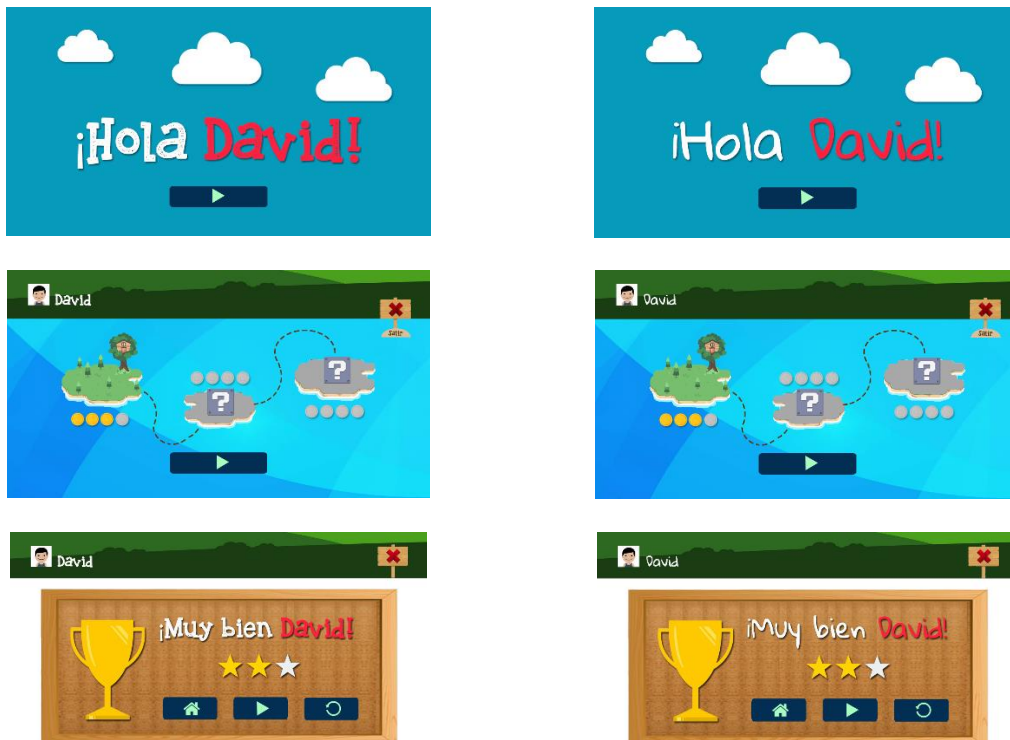 ¡Hola David!
¡Hola David!
David
Salir
? ?
David
Salir
? ?
David
¡Muy bien David!
David
¡Muy bien David!